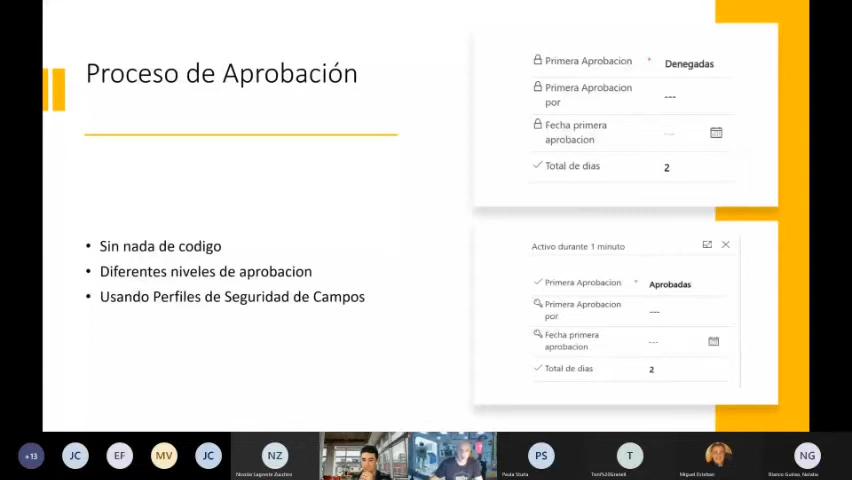 Proceso de Aprobación
Sin nada de codigo
Diferentes niveles de aprobacion
Usando Perfiles de Seguridad de Campos
Primera Aprobacion * Denegadas
Primera Aprobacion
por
---
Fecha primera
aprobacion
---
Total de dias 2
Activo durante 1 minuto
Primera Aprobacion * Aprobadas
Primera Aprobacion
por
---
Fecha primera
aprobacion
---
Total de dias 2
+13
JC
EF
MV
JC
NZ
PS
T
NG
Miguel Esteban